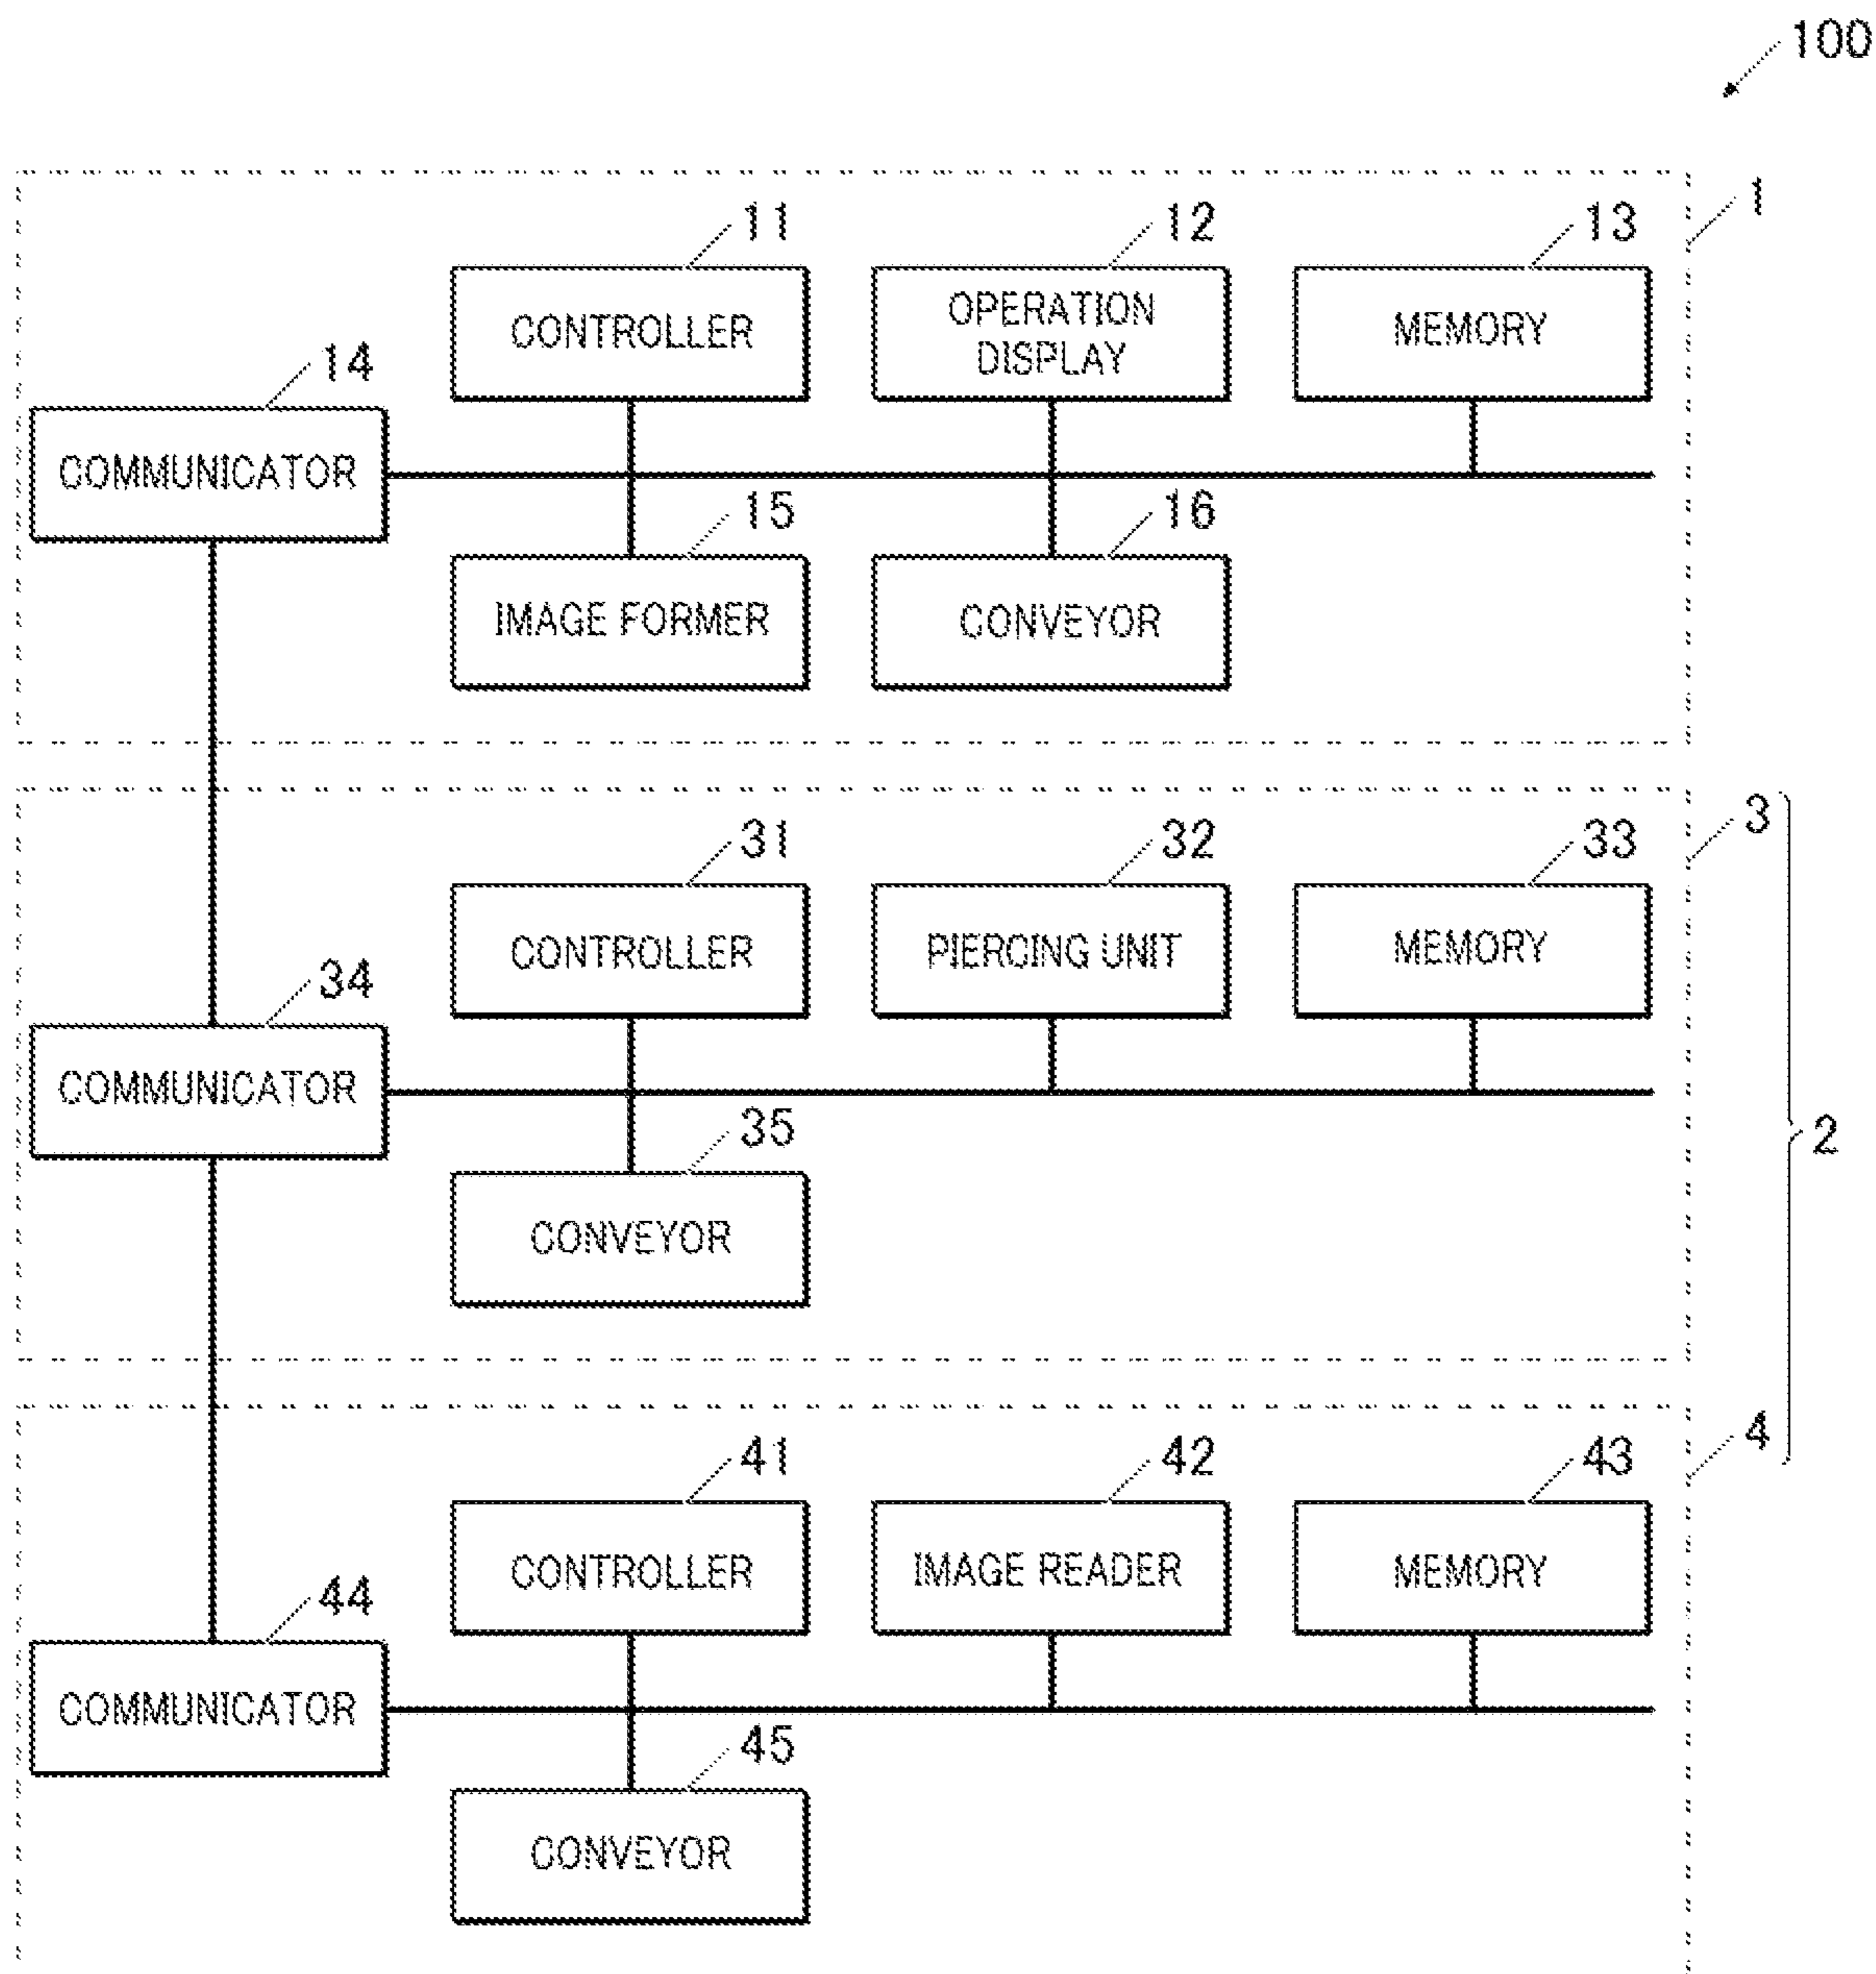 100
1
11
12
13
CONTROLLER
OPERATION
DISPLAY
MEMORY
14
COMMUNICATOR
15
16
IMAGE FORMER
CONVEYOR
3
31
32
33
CONTROLLER
PIERCING UNIT
MEMORY
34
COMMUNICATOR
35
2
CONVEYOR
4
41
42
43
CONTROLLER
IMAGE READER
MEMORY
44
COMMUNICATOR
45
CONVEYOR